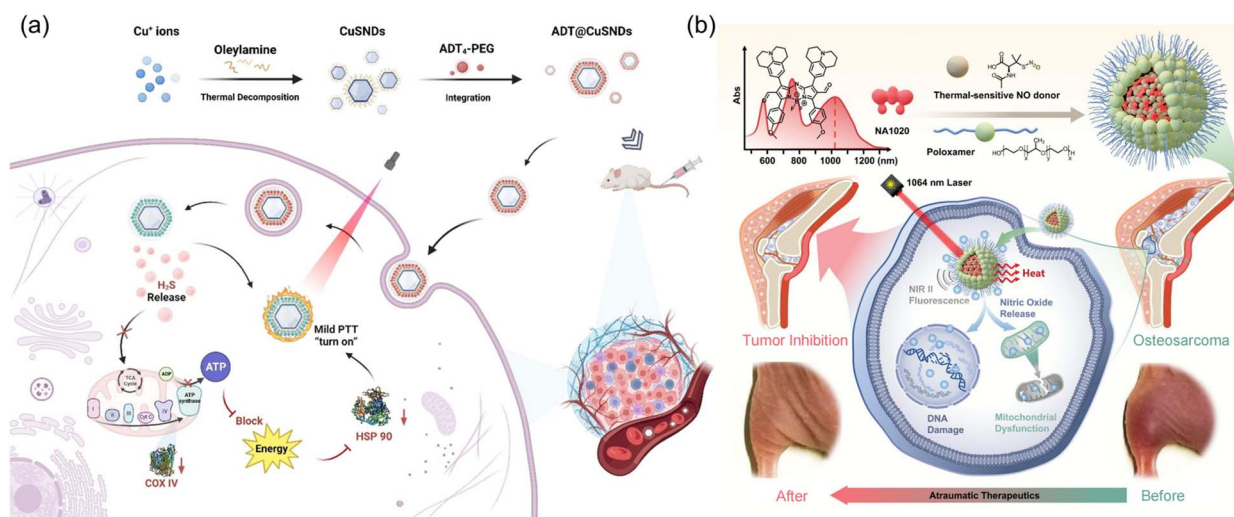 (a)
Cu⁺ ions
Oleylamine
Thermal Decomposition
CuSNDs
ADT₄-PEG
Integration
ADT@CuSNDs
H₂S
Release
Mild PTT
"turn on"
TCA
Cycle
ADP
ATP
synthase
I
II
III
Cyt C
IV
ATP
Block
Energy
HSP 90
COX IV
(b)
Abs
600
800
1000
1200 (nm)
NA1020
Thermal-sensitive NO donor
Poloxamer
1064 nm Laser
Heat
NIR II
Fluorescence
Nitric Oxide
Release
DNA
Damage
Mitochondrial
Dysfunction
Tumor Inhibition
Osteosarcoma
After
Atraumatic Therapeutics
Before